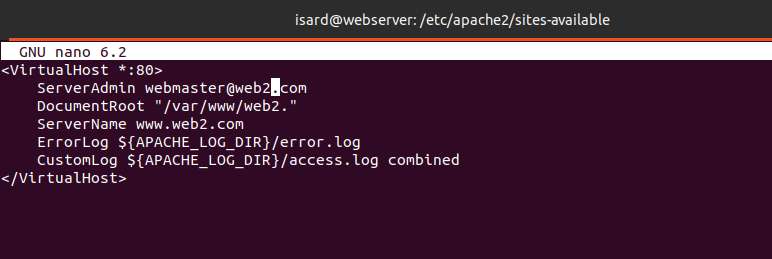 isard@webserver: /etc/apache2/sites-available
GNU nano 6.2
<VirtualHost *:80>
ServerAdmin webmaster@web2.com
DocumentRoot "/var/www/web2."
ServerName www.web2.com
ErrorLog ${APACHE_LOG_DIR}/error.log
CustomLog ${APACHE_LOG_DIR}/access.log combined
</VirtualHost>